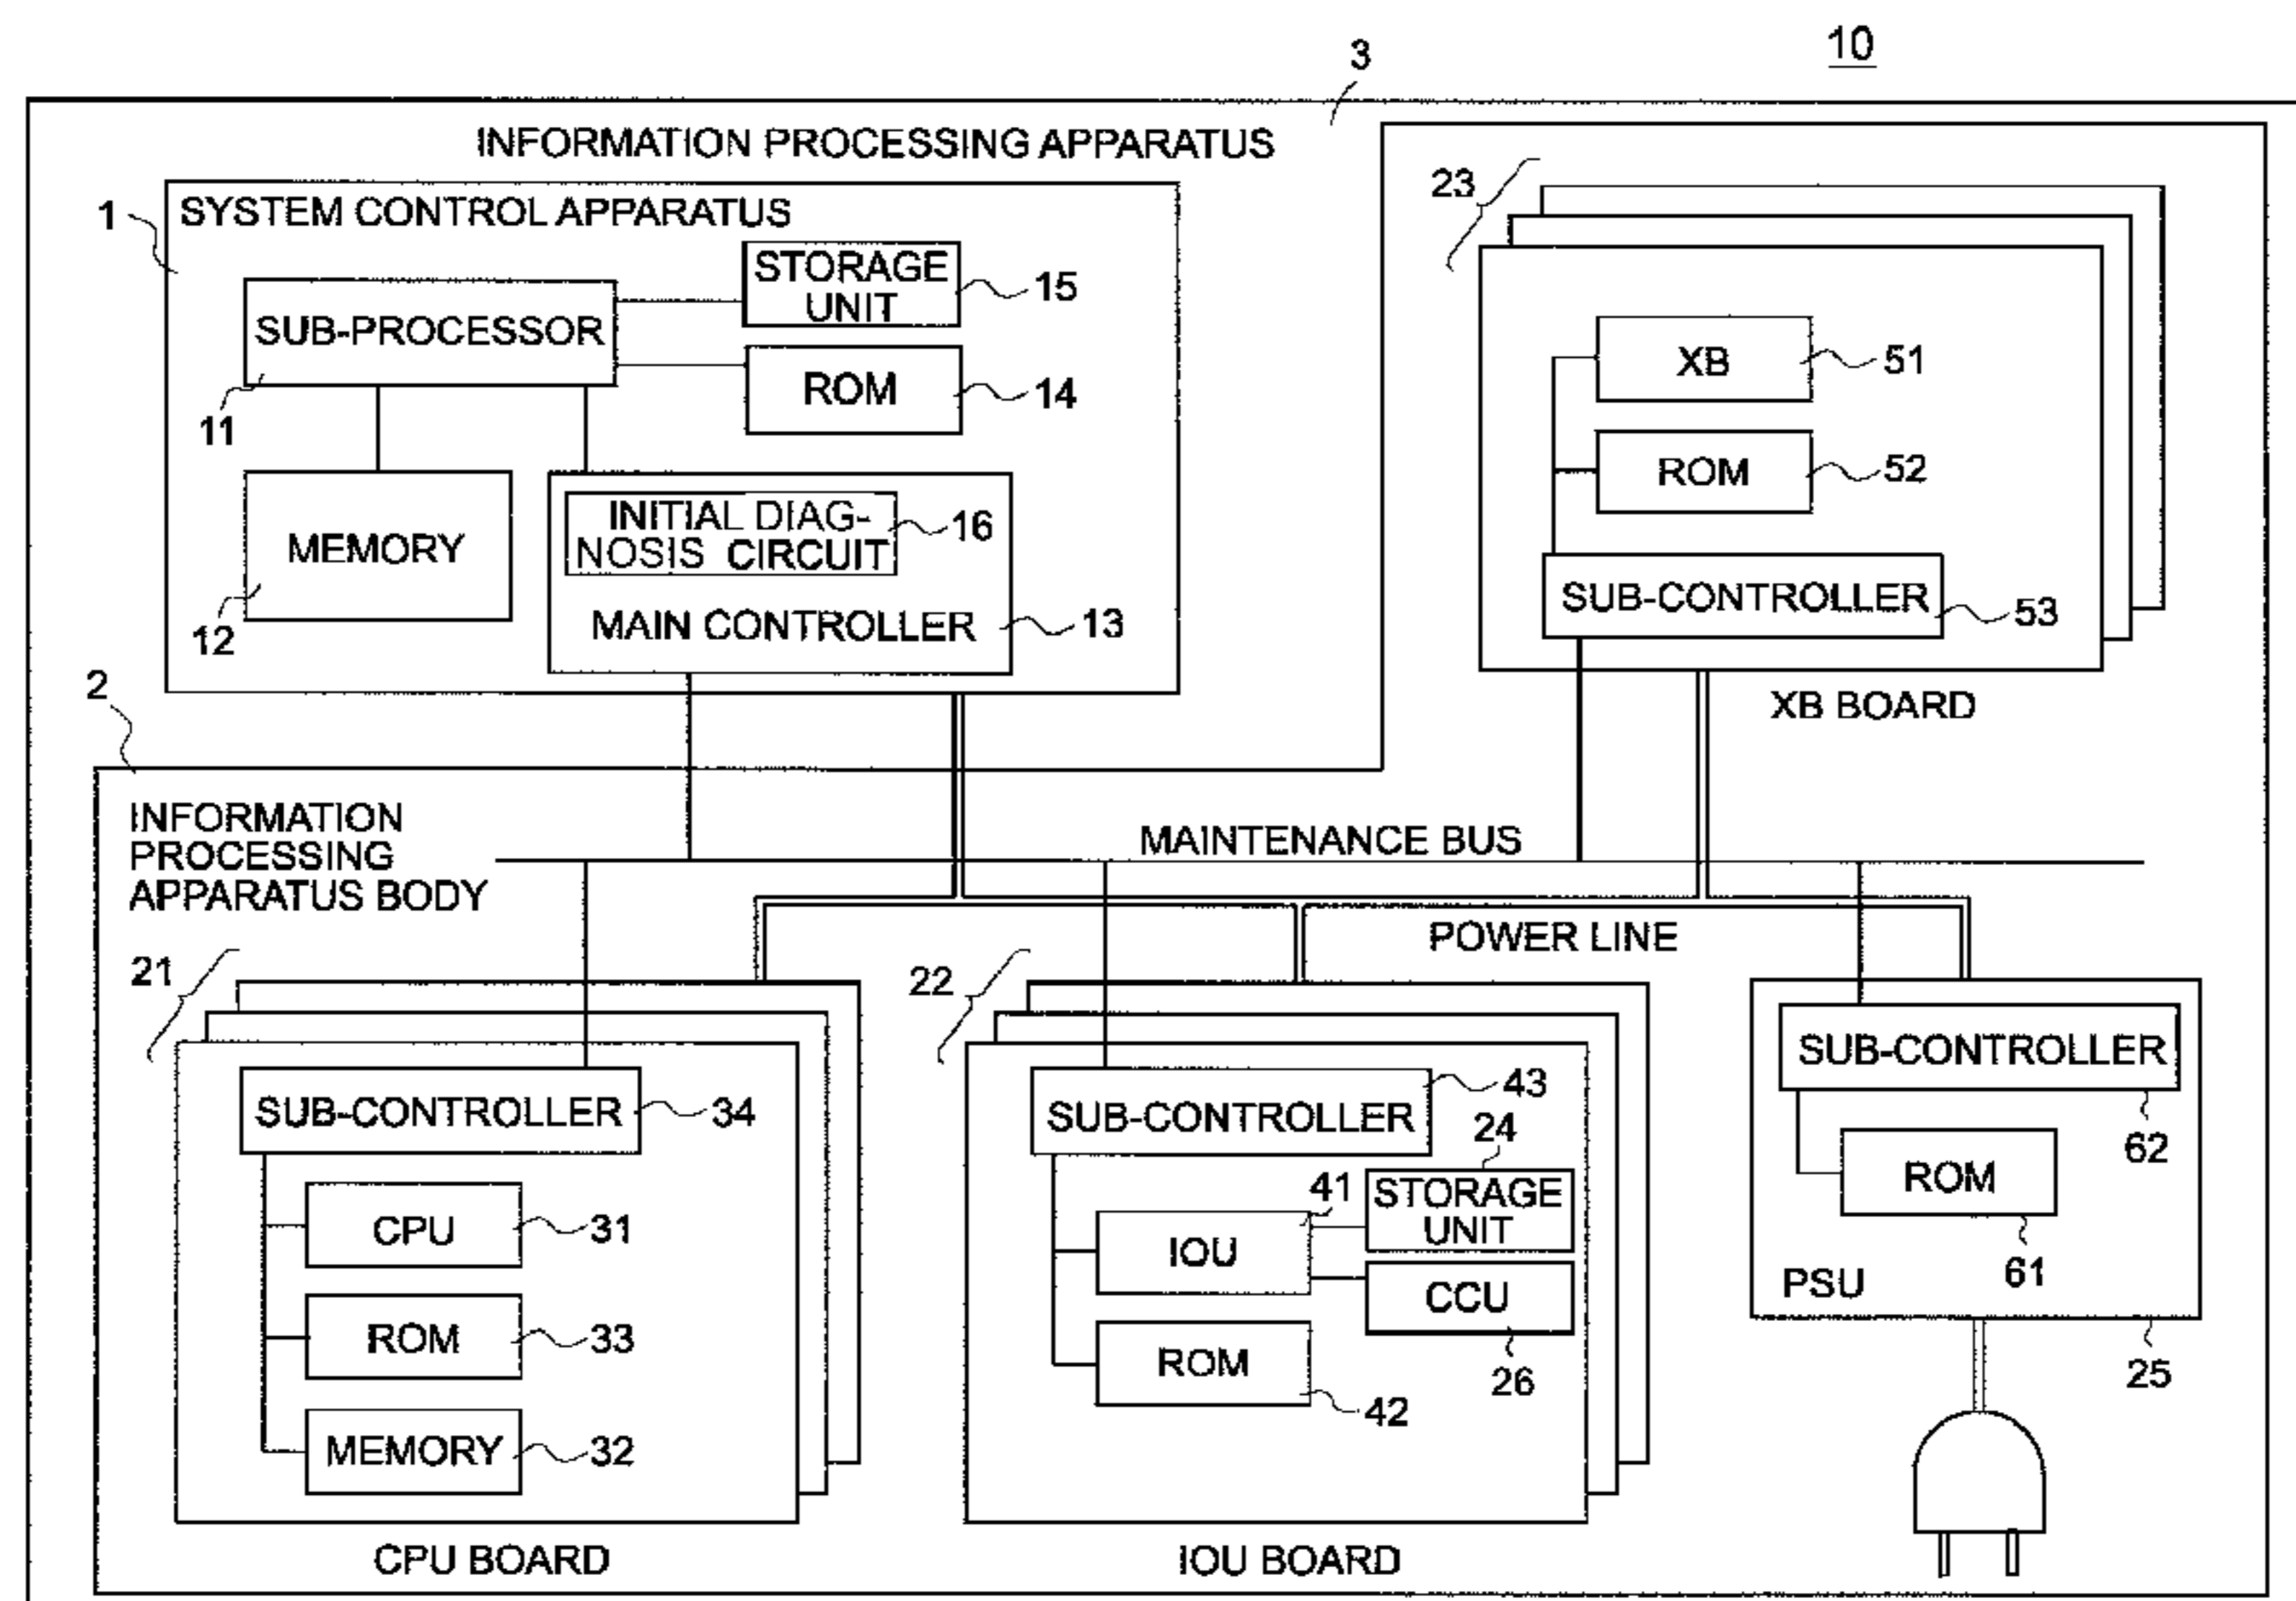 10
3
INFORMATION PROCESSING APPARATUS
1
SYSTEM CONTROL APPARATUS
STORAGE
UNIT
15
SUB-PROCESSOR
11
ROM
14
MEMORY
12
INITIAL DIAG-
NOSIS CIRCUIT
16
MAIN CONTROLLER
13
23
XB
51
ROM
52
SUB-CONTROLLER
53
XB BOARD
2
INFORMATION
PROCESSING
APPARATUS BODY
MAINTENANCE BUS
POWER LINE
21
SUB-CONTROLLER
34
CPU
31
ROM
33
MEMORY
32
CPU BOARD
22
SUB-CONTROLLER
43
24
STORAGE
UNIT
41
IOU
CCU
26
ROM
42
IOU BOARD
SUB-CONTROLLER
62
ROM
61
PSU
25